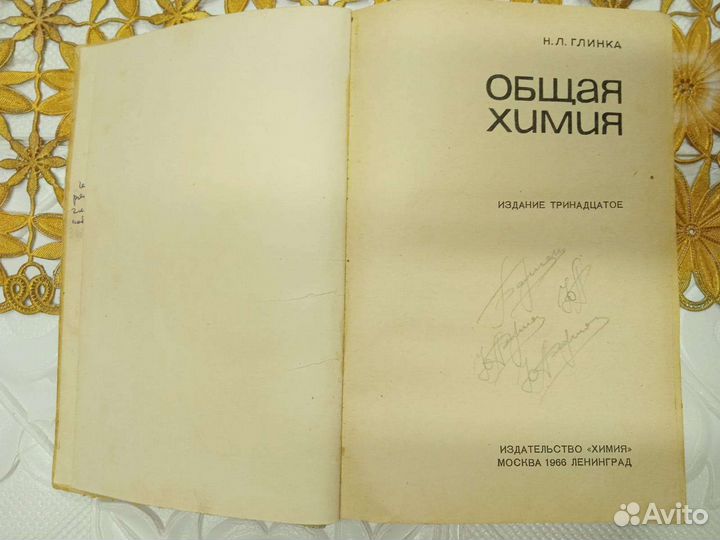 Н. Л. ГЛИНКА
ОБЩАЯ
ХИМИЯ
ИЗДАНИЕ ТРИНАДЦАТОЕ
ИЗДАТЕЛЬСТВО «ХИМИЯ»
МОСКВА 1966 ЛЕНИНГРАД
Avito